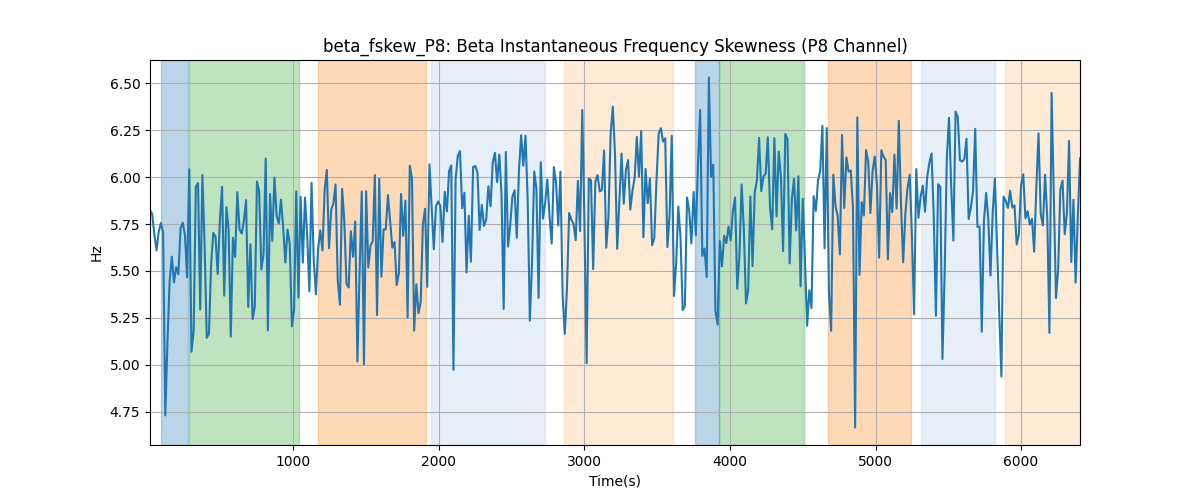 beta_fskew_P8: Beta Instantaneous Frequency Skewness (P8 Channel)
6.50
6.25
6.00
5.75
5.50
5.25
5.00
4.75
Hz
1000 2000 3000 4000 5000 6000
Time(s)